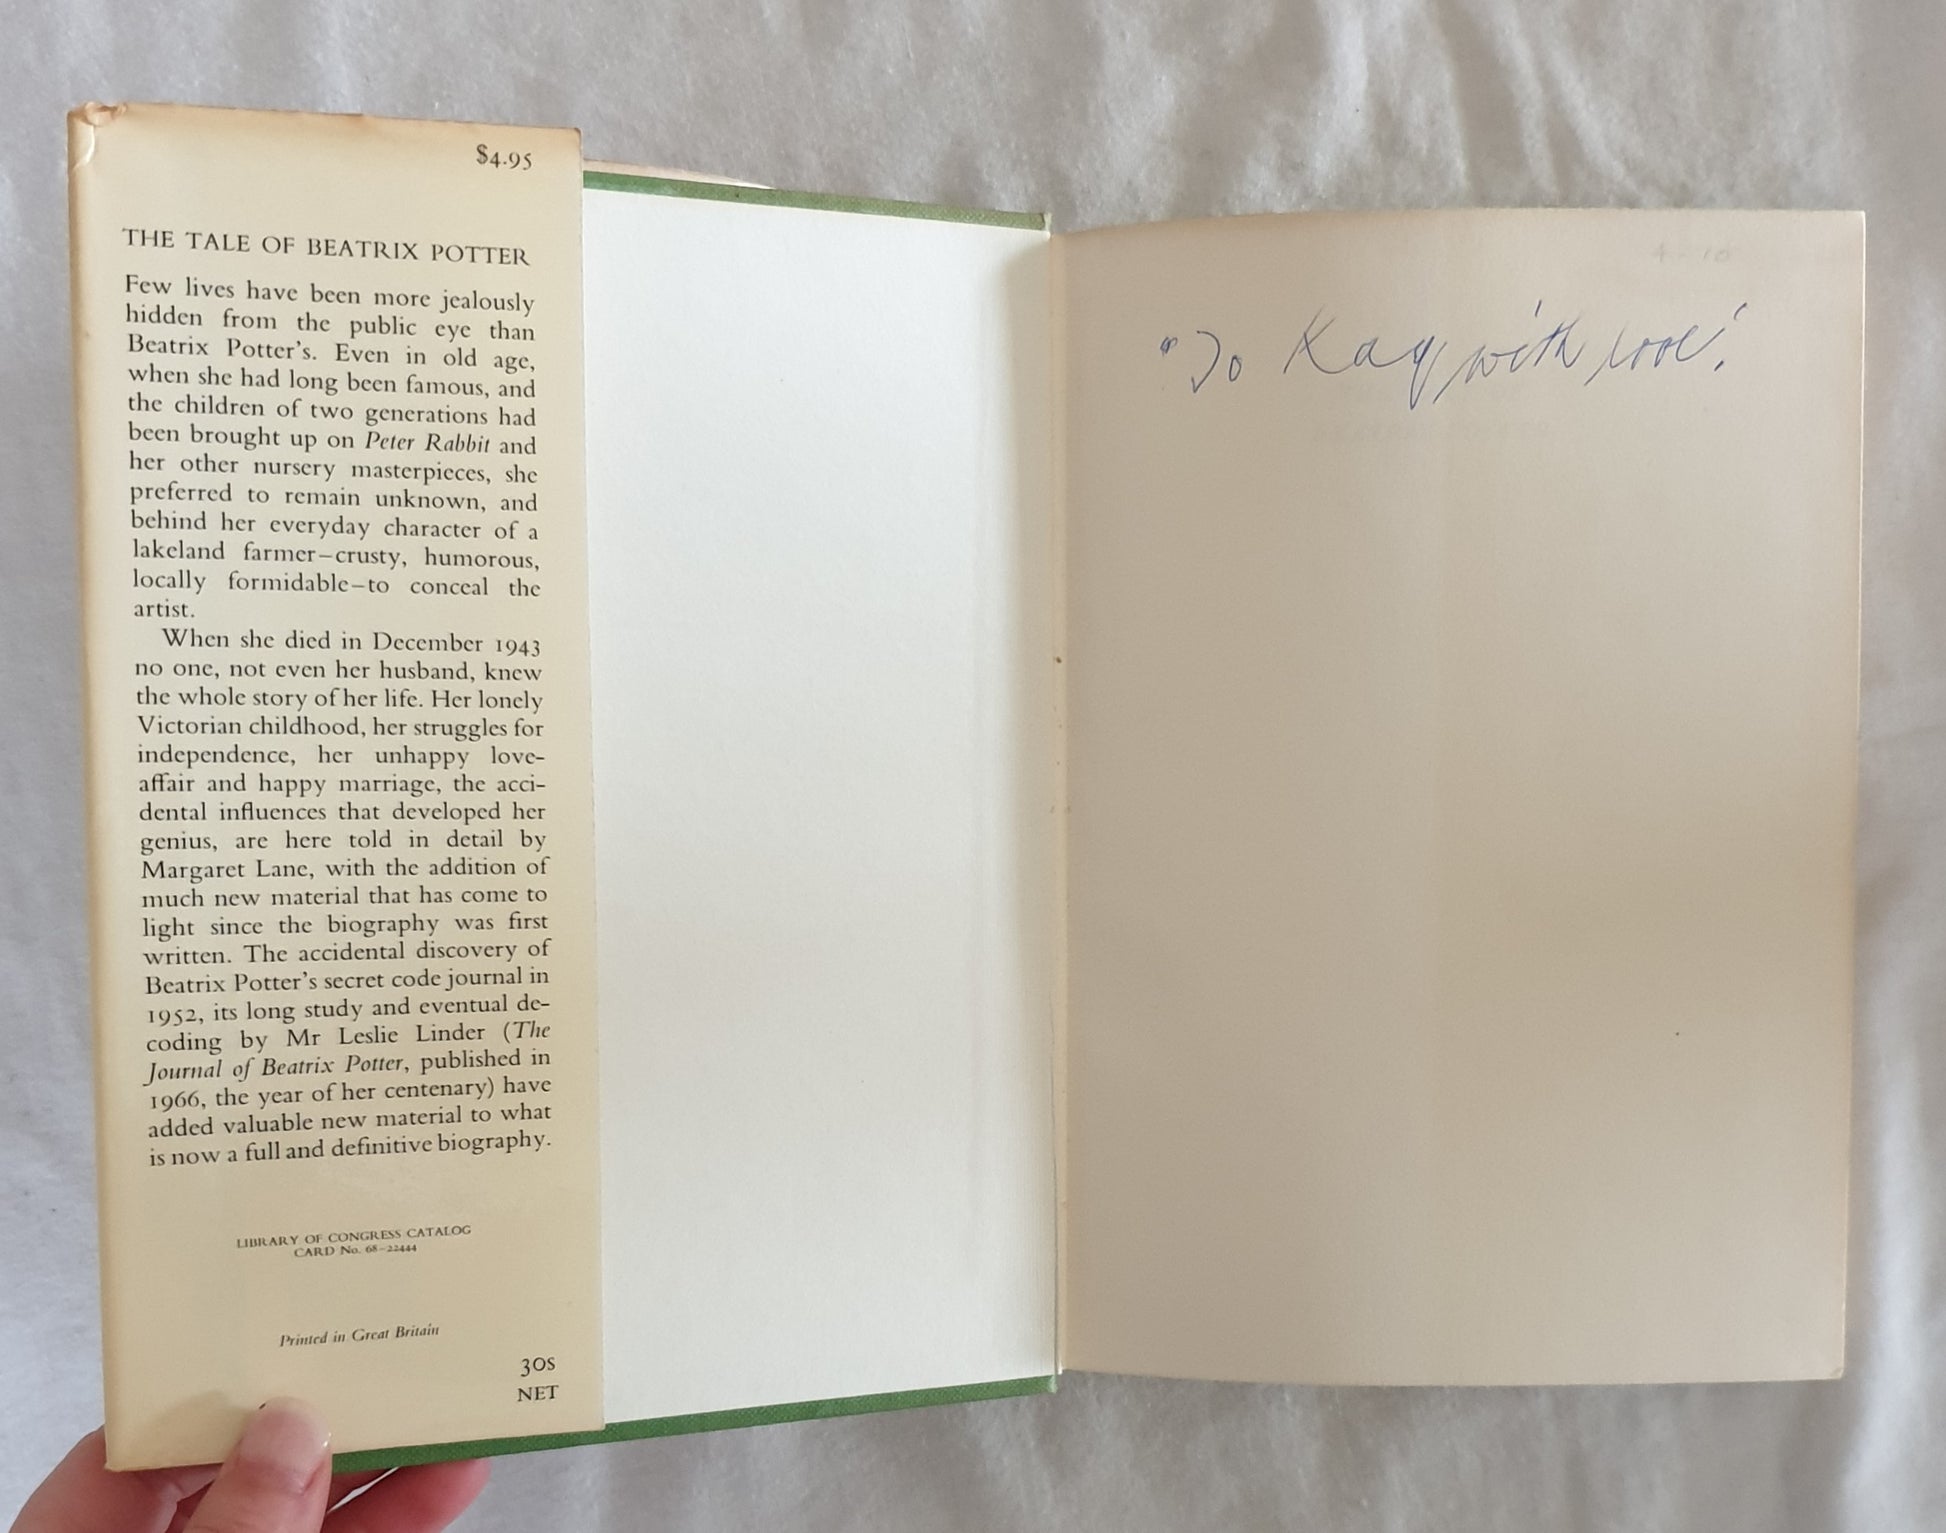 $4.95
THE TALE OF BEATRIX POTTER
Few lives have been more jealously
hidden from the public eye than
Beatrix Potter's. Even in old age,
when she had long been famous, and
the children of two generations had
been brought up on Peter Rabbit and
her other nursery masterpieces, she
preferred to remain unknown, and
behind her everyday character of a
lakeland farmer–crusty, humorous,
locally formidable–to conceal the
artist.
When she died in December 1943
no one, not even her husband, knew
the whole story of her life. Her lonely
Victorian childhood, her struggles for
independence, her unhappy love-
affair and happy marriage, the acci-
dental influences that developed her
genius, are here told in detail by
Margaret Lane, with the addition of
much new material that has come to
light since the biography was first
written. The accidental discovery of
Beatrix Potter's secret code journal in
1952, its long study and eventual de-
coding by Mr Leslie Linder (The
Journal of Beatrix Potter, published in
1966, the year of her centenary) have
added valuable new material to what
is now a full and definitive biography.
LIBRARY OF CONGRESS CATALOG
CARD No. 68–22444
Printed in Great Britain
30S
NET
"To Kay with love".